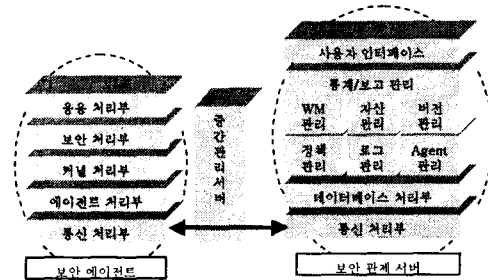 응용 처리부
보안 처리부
커널 처리부
에이전트 처리부
통신 처리부
보안 에이전트
중간관리서버
사용자 인터페이스
통계/보고 관리
WM 관리
자산 관리
버전 관리
정책 관리
로그 관리
Agent 관리
데이터베이스 처리부
통신 처리부
보안 관제 서버